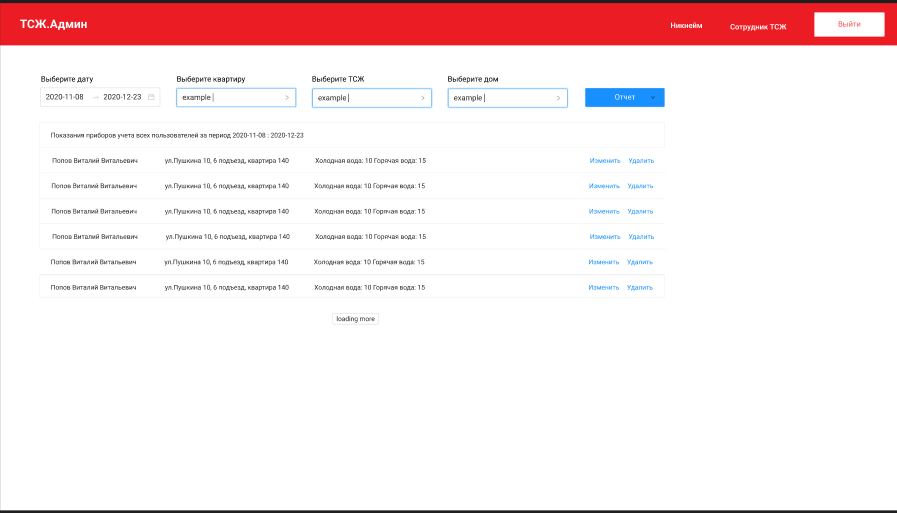 ТСЖ.Админ
Никнейм
Сотрудник ТСЖ
Выйти
Выберите дату
Выберите квартиру
Выберите ТСЖ
Выберите дом
2020-11-08 → 2020-12-23
example
example
example
Отчет
Показания приборов учета всех пользователей за период 2020-11-08 : 2020-12-23
Попов Виталий Витальевич ул.Пушкина 10, 6 подъезд, квартира 140 Холодная вода: 10 Горячая вода: 15 Изменить Удалить
Попов Виталий Витальевич ул.Пушкина 10, 6 подъезд, квартира 140 Холодная вода: 10 Горячая вода: 15 Изменить Удалить
Попов Виталий Витальевич ул.Пушкина 10, 6 подъезд, квартира 140 Холодная вода: 10 Горячая вода: 15 Изменить Удалить
Попов Виталий Витальевич ул.Пушкина 10, 6 подъезд, квартира 140 Холодная вода: 10 Горячая вода: 15 Изменить Удалить
Попов Виталий Витальевич ул.Пушкина 10, 6 подъезд, квартира 140 Холодная вода: 10 Горячая вода: 15 Изменить Удалить
Попов Виталий Витальевич ул.Пушкина 10, 6 подъезд, квартира 140 Холодная вода: 10 Горячая вода: 15 Изменить Удалить
loading more